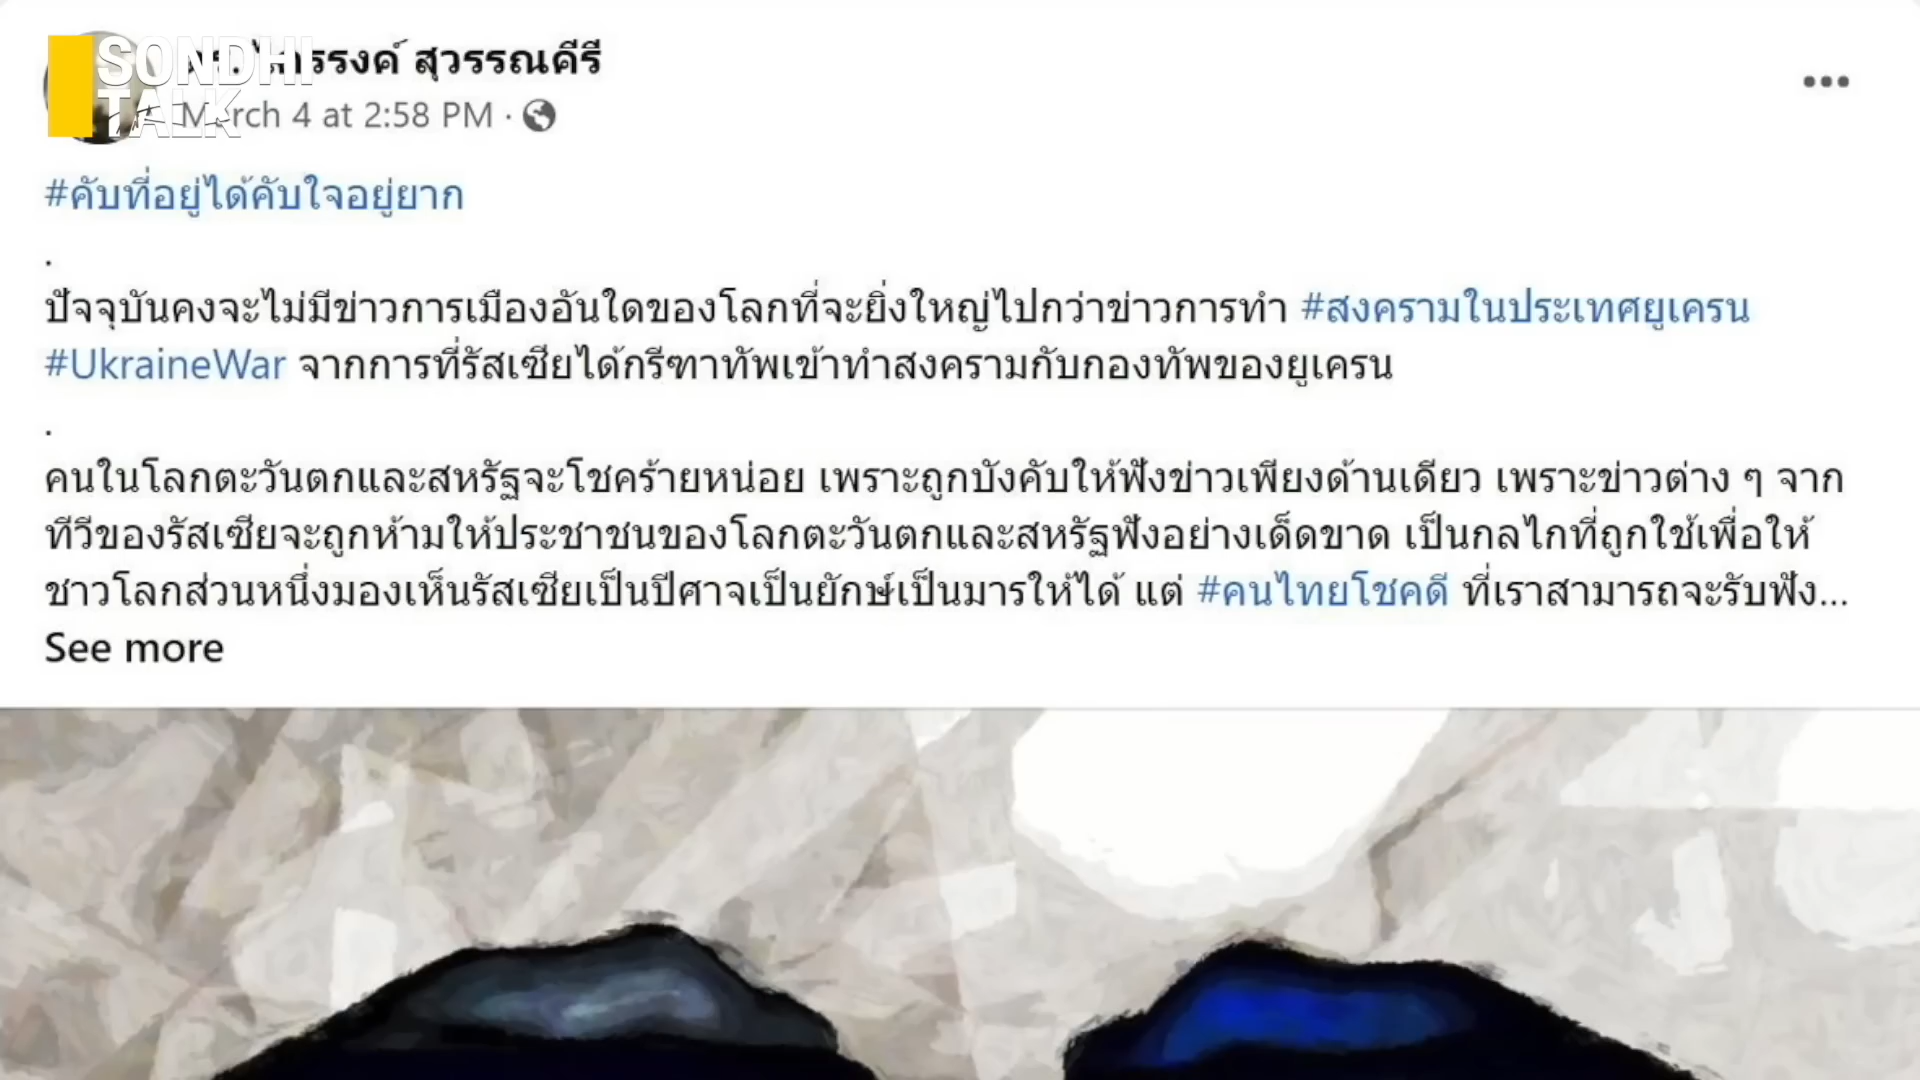 SONDHI
TALK
สุวรรณคีรี
March 4 at 2:58 PM ·
#คับที่อยู่ได้คับใจอยู่ยาก
.
ปัจจุบันคงจะไม่มีข่าวการเมืองอันใดของโลกที่จะยิ่งใหญ่ไปกว่าข่าวการทำ #สงครามในประเทศยูเครน
#UkraineWar จากการที่รัสเซียได้กรีฑาทัพเข้าทำสงครามกับกองทัพของยูเครน
.
คนในโลกตะวันตกและสหรัฐจะโชคร้ายหน่อย เพราะถูกบังคับให้ฟังข่าวเพียงด้านเดียว เพราะข่าวต่าง ๆ จาก
ทีวีของรัสเซียจะถูกห้ามให้ประชาชนของโลกตะวันตกและสหรัฐฟังอย่างเด็ดขาด เป็นกลไกที่ถูกใช้เพื่อให้
ชาวโลกส่วนหนึ่งมองเห็นรัสเซียเป็นปีศาจเป็นยักษ์เป็นมารให้ได้ แต่ #คนไทยโชคดี ที่เราสามารถจะรับฟัง...
See more